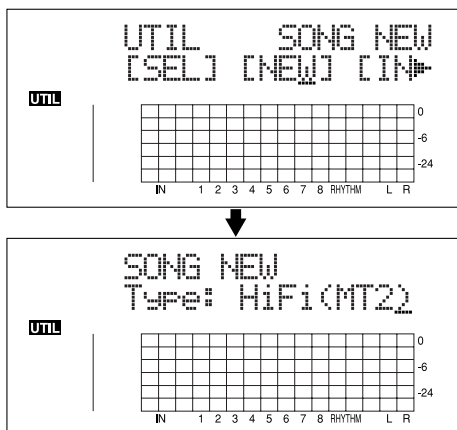 UTIL SONG NEW
[SEL] [NEW] [IN
UTIL
0
-6
-24
IN 1 2 3 4 5 6 7 8 RHYTHM L R
SONG NEW
Type: HiFi(MT2)
UTIL
0
-6
-24
IN 1 2 3 4 5 6 7 8 RHYTHM L R